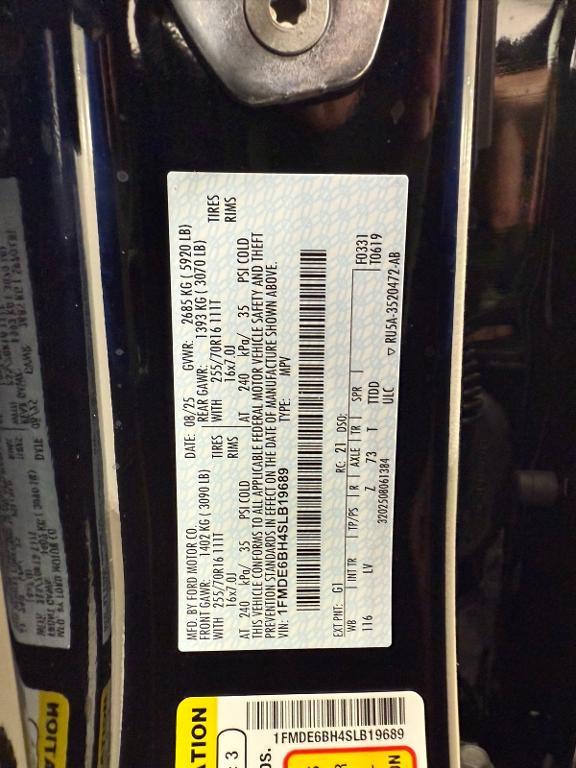 MFD. BY FORD MOTOR CO. DATE: 08/25 GVWR: 2685 KG ( 5920 LB)
FRONT GAWR: 1402 KG ( 3090 LB) REAR GAWR: 1393 KG ( 3070 LB)
WITH 255/70R16 111T TIRES WITH 255/70R16 111T TIRES
16x7.0J RIMS 16x7.0J RIMS
AT 240 kPa/ 35 PSI COLD AT 240 kPa/ 35 PSI COLD
THIS VEHICLE CONFORMS TO ALL APPLICABLE FEDERAL MOTOR VEHICLE SAFETY AND THEFT
PREVENTION STANDARDS IN EFFECT ON THE DATE OF MANUFACTURE SHOWN ABOVE.
VIN: 1FMDE6BH4SLB19689 TYPE: MPV
EXT PNT: G1 RC: 21 DSO: F0331
T0619
WB INT TR TP/PS R AXLE TR SPR
116 LV Z 73 T TTDD
ULC
3202508061384 ▽ RU5A-3520472-AB
ATION
: 3
OS.
1FMDE6BH4SLB19689
ON